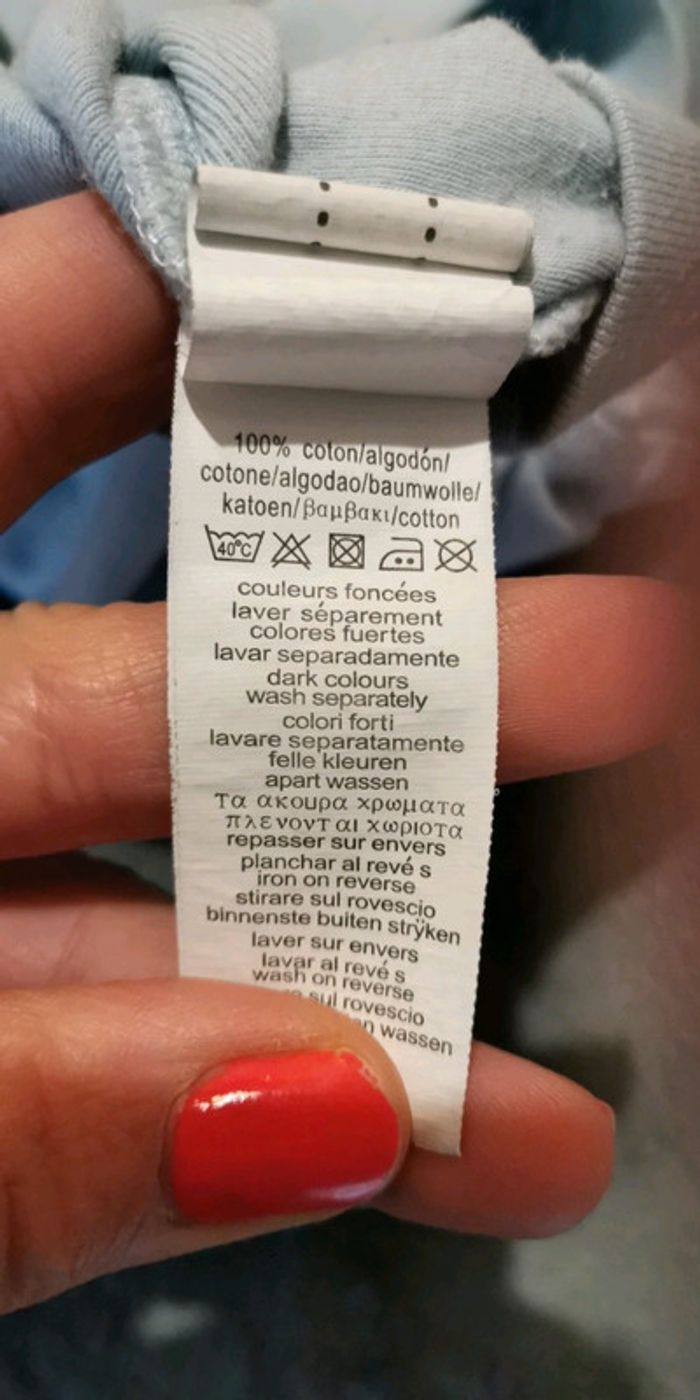 100% coton/algodón/
cotone/algodao/baumwolle/
katoen/βαμβακι/cotton
40°C
couleurs foncées
laver séparement
colores fuertes
lavar separadamente
dark colours
wash separately
colori forti
lavare separatamente
felle kleuren
apart wassen
Τα ακουρα χρωματα
πλενονται χωριοτα
repasser sur envers
planchar al revé s
iron on reverse
stirare sul rovescio
binnenste buiten strÿken
laver sur envers
lavar al revé s
wash on reverse
sul rovescio
wassen